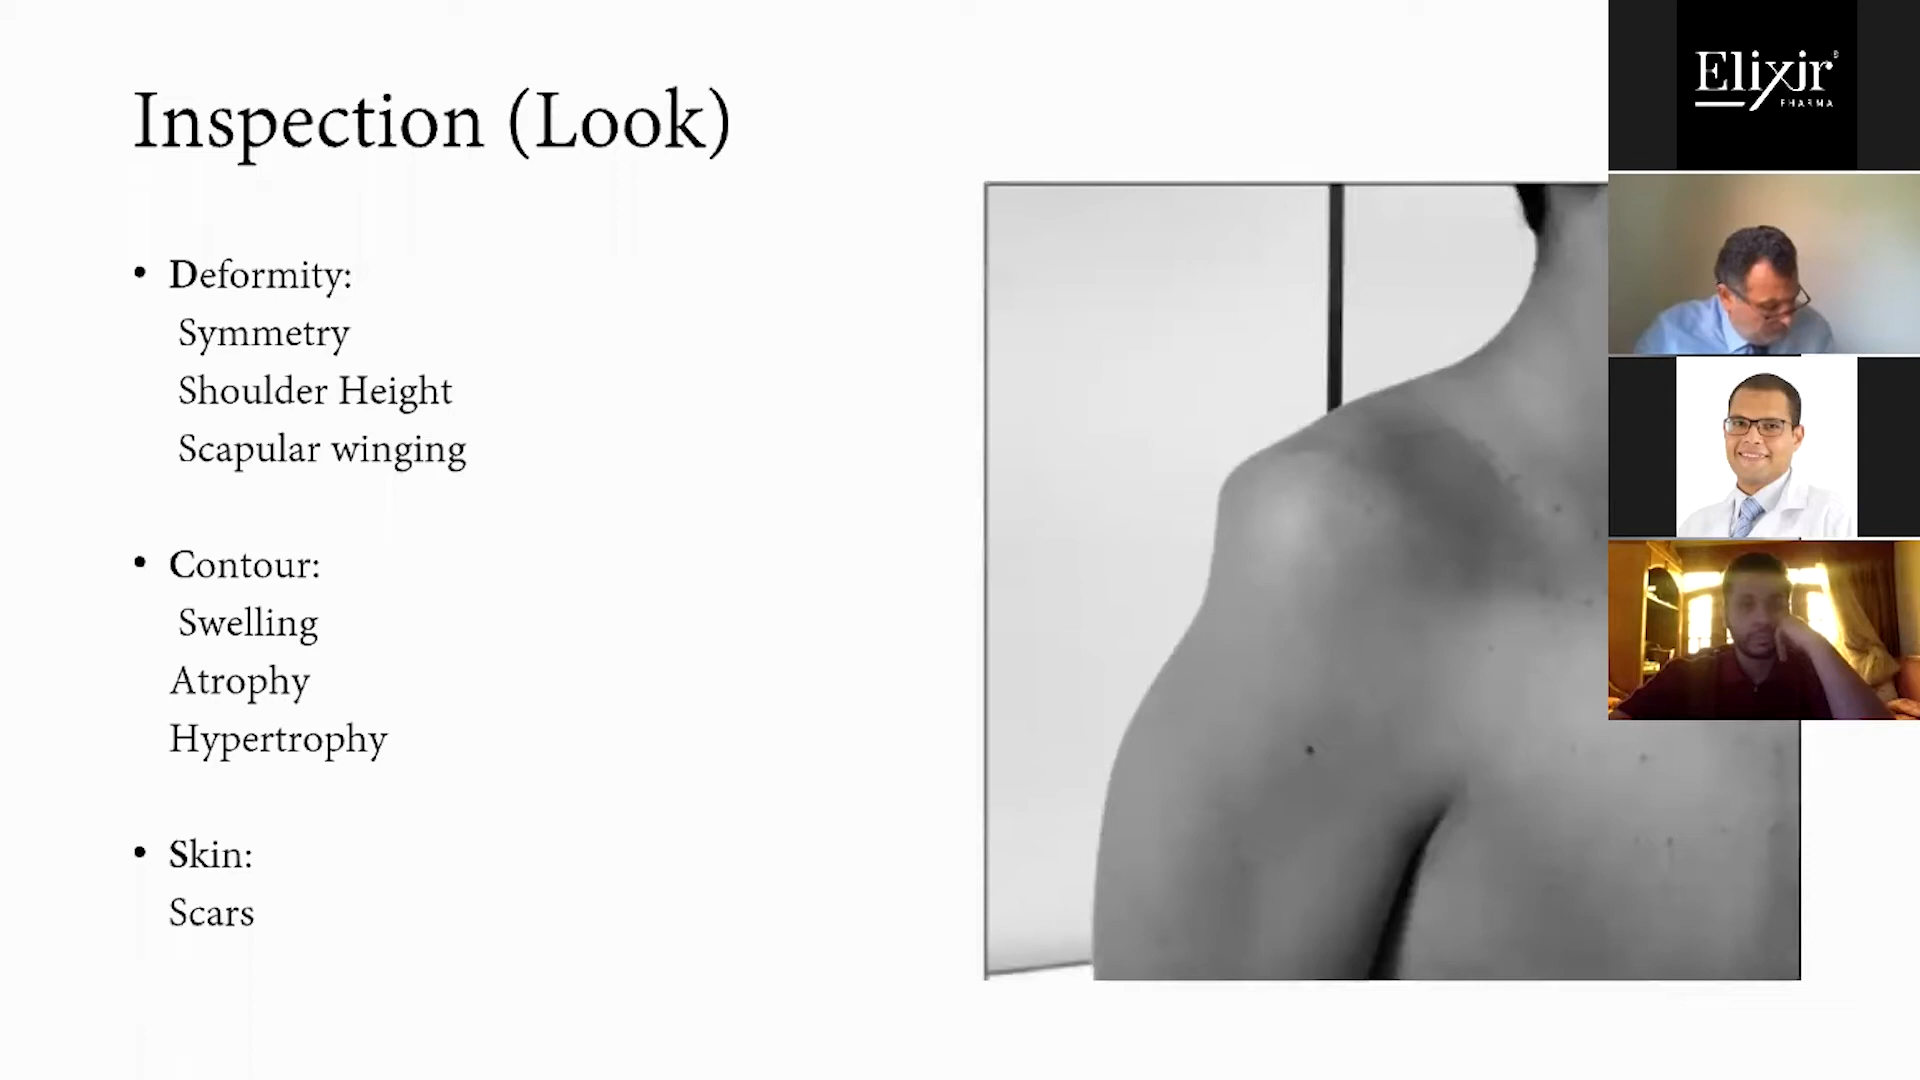 Inspection (Look)
• Deformity:
Symmetry
Shoulder Height
Scapular winging
• Contour:
Swelling
Atrophy
Hypertrophy
• Skin:
Scars
Elixir®
PHARMA